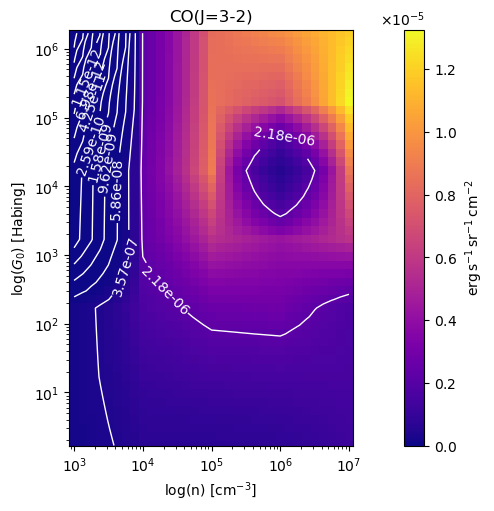 CO(J=3-2)
×10⁻⁵
10⁶
10⁵
10⁴
10³
10²
10¹
log(G₀) [Habing]
2.59e-10
1.58e-09
9.62e-09
5.86e-08
3.57e-07
2.18e-06
2.18e-06
10³ 10⁴ 10⁵ 10⁶ 10⁷
log(n) [cm⁻³]
1.2
1.0
0.8
0.6
0.4
0.2
0.0
erg s⁻¹ sr⁻¹ cm⁻²